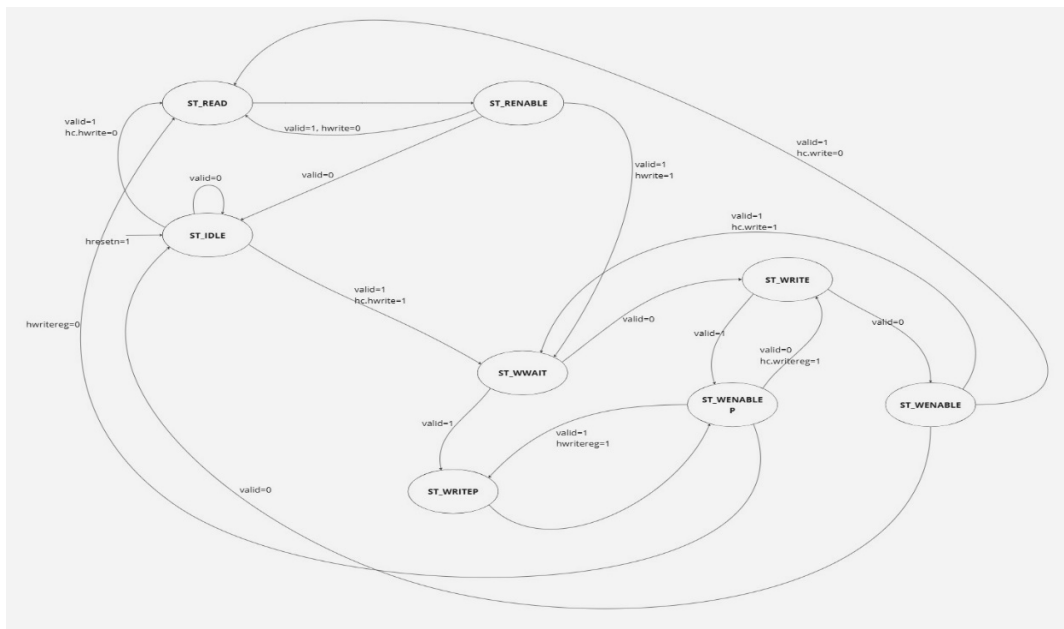 ST_READ
ST_RENABLE
valid=1
hc.hwrite=0
valid=1, hwrite=0
valid=1
hc.write=0
valid=0
valid=0
valid=1
hwrite=1
ST_IDLE
hresetn=1
valid=1
hc.write=1
ST_WRITE
valid=1
hc.hwrite=1
hwritereg=0
valid=0
valid=1
valid=0
hc.writereg=1
valid=0
ST_WWAIT
ST_WENABLE
P
ST_WENABLE
valid=1
valid=1
hwritereg=1
ST_WRITEP
valid=0